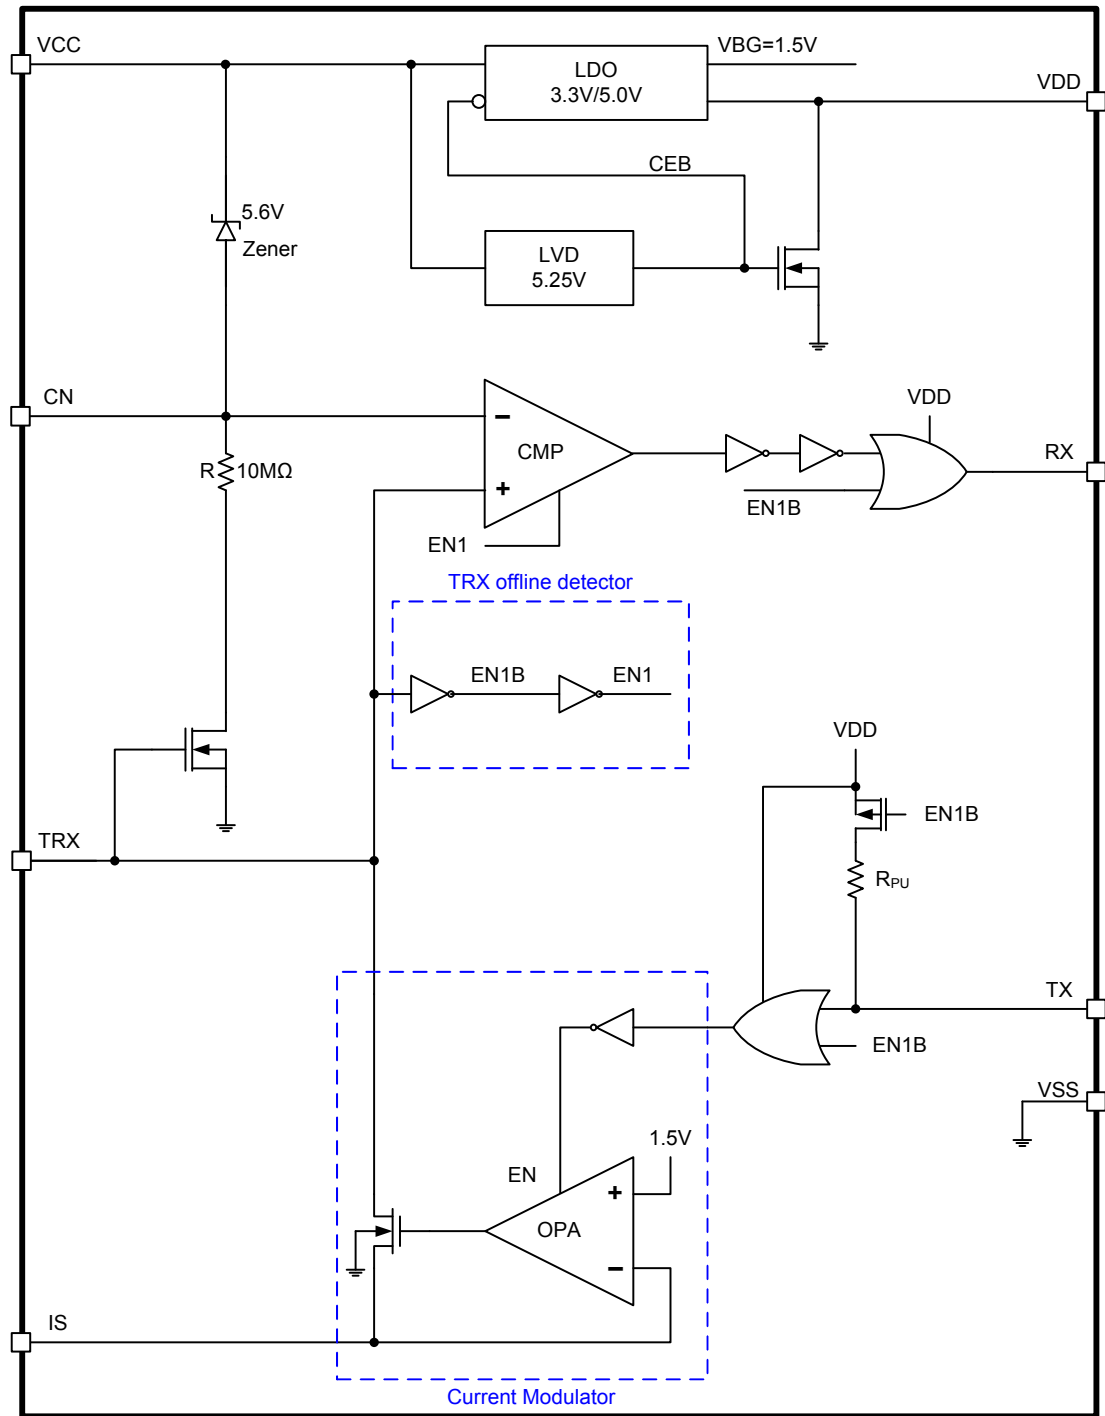 VCC
LDO
3.3V/5.0V
VBG=1.5V
VDD
CEB
5.6V
Zener
LVD
5.25V
CN
R
10MΩ
−
CMP
+
EN1
VDD
EN1B
RX
TRX offline detector
EN1B
EN1
TRX
VDD
EN1B
RPU
TX
EN1B
VSS
1.5V
EN
+
OPA
−
IS
Current Modulator